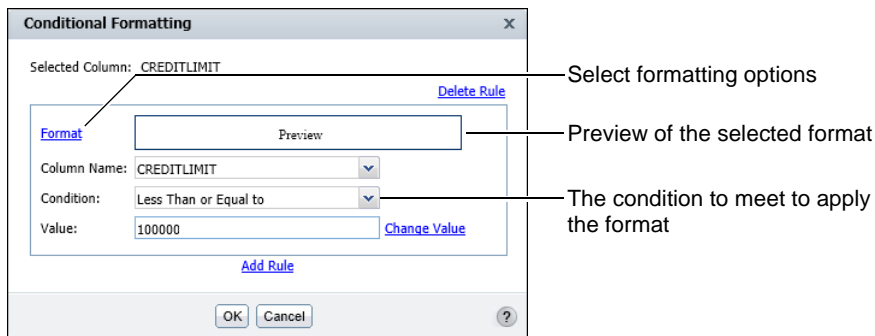 Conditional Formatting x
Selected Column: CREDITLIMIT
Select formatting options
Delete Rule
Format
Preview
Preview of the selected format
Column Name: CREDITLIMIT
Condition: Less Than or Equal to
The condition to meet to apply
the format
Value: 100000 Change Value
Add Rule
OK Cancel ?